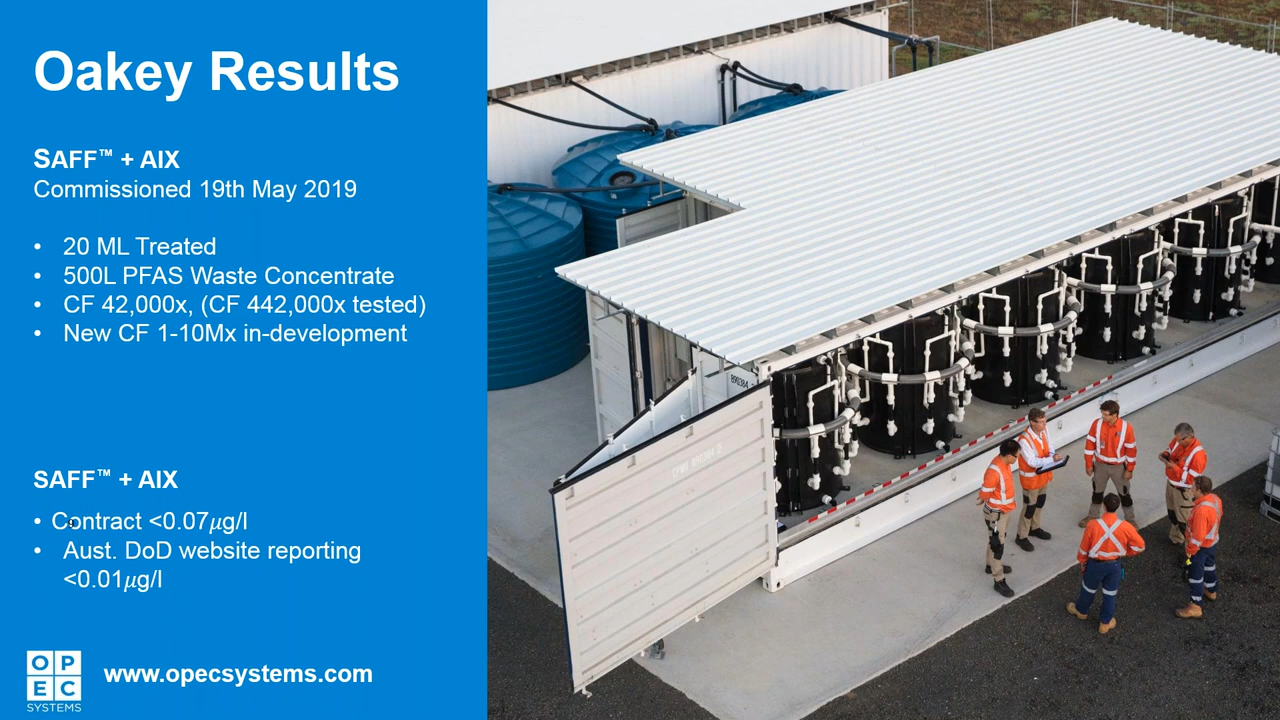 Oakey Results
SAFF™ + AIX
Commissioned 19th May 2019
• 20 ML Treated
• 500L PFAS Waste Concentrate
• CF 42,000x, (CF 442,000x tested)
• New CF 1-10Mx in-development
SAFF™ + AIX
• Contract <0.07µg/l
• Aust. DoD website reporting
<0.01µg/l
OPEC
SYSTEMS
www.opecsystems.com